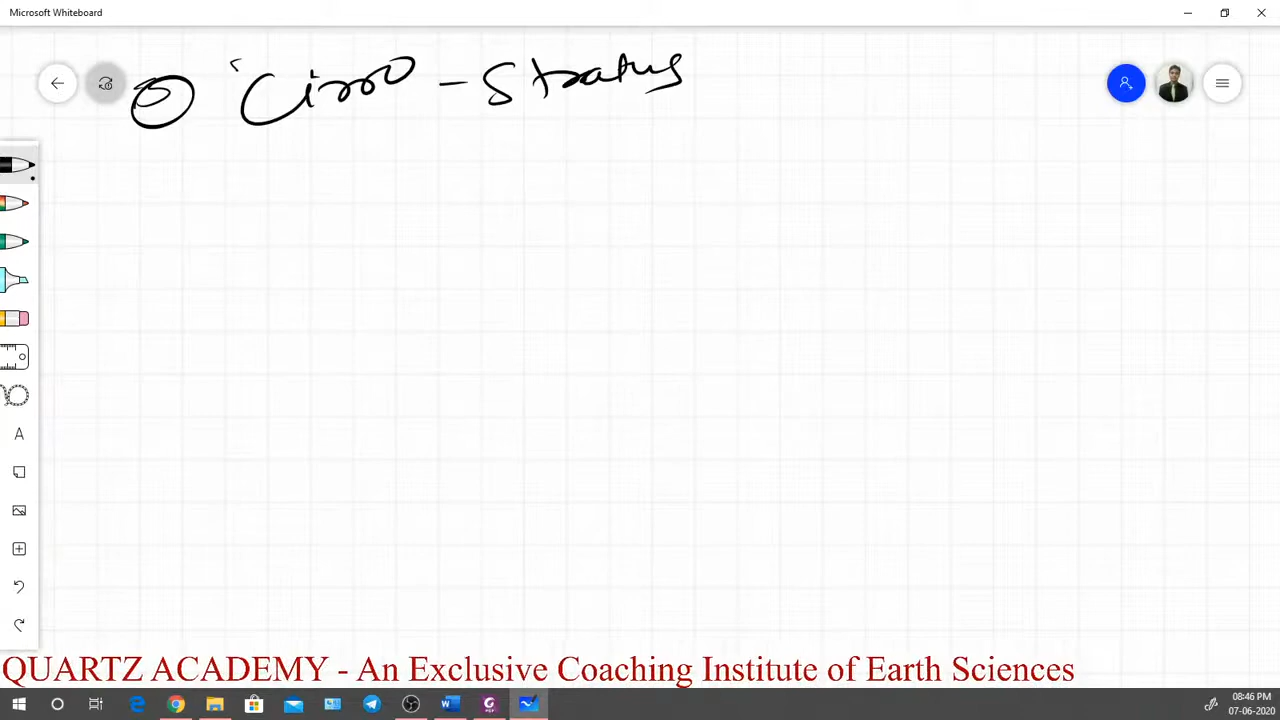 Microsoft Whiteboard
Cirro - Stratus
A
QUARTZ ACADEMY - An Exclusive Coaching Institute of Earth Sciences
08:46 PM
07-06-2020